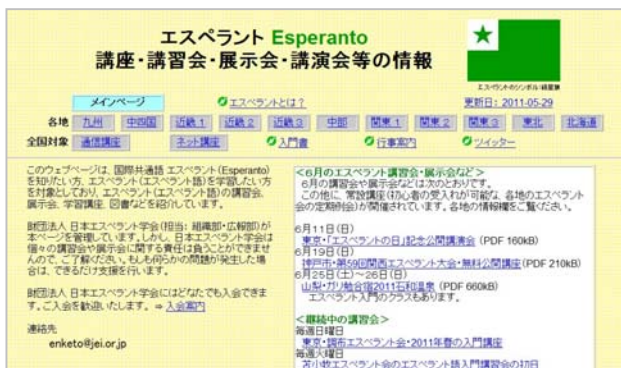 エスペラント Esperanto
講座・講習会・展示会・講演会等の情報
エスペラントのシンボル:緑星旗
メインページ
エスペラントとは?
更新日: 2011-05-29
各地 九州 中四国 近畿1 近畿2 近畿3 中部 関東1 関東2 関東3 東北 北海道
全国対象 通信講座 ネット講座 入門書 行事案内 ツイッター
このウェブページは、国際共通語 エスペラント(Esperanto)
を知りたい方、エスペラント(エスペラント語)を学習したい方
を対象としており、エスペラント(エスペラント語)の講習会、
展示会、学習講座、図書などを紹介しています。
財団法人 日本エスペラント学会(担当: 組織部・広報部)が
本ページを管理しています。しかし、日本エスペラント学会は
個々の講習会や展示会に関する責任は負うことができませ
んので、ご了解ください。もしも何らかの問題が発生した場
合は、できるだけ支援を行います。
財団法人 日本エスペラント学会にはどなたでも入会できま
す。ご入会を歓迎いたします。 ⇒ 入会案内
連絡先
enketo@jei.or.jp
<6月のエスペラント講習会・展示会など>
6月の講習会や展示会などは次のとおりです。
この他に、常設講座(初心者の受入れが可能な、各地のエスペラント
会の定期例会)が開催されています。各地の情報欄をご覧ください。
6月11日(日)
東京・「エスペラントの日」記念公開講演会 (PDF 160kB)
6月19日(日)
神戸市・第59回関西エスペラント大会・無料公開講座(PDF 210kB)
6月25日(土)~26日(日)
山梨・ガリ勉合宿2011石和温泉 (PDF 660kB)
エスペラント入門のクラスもあります。
<継続中の講習会>
毎週日曜日
東京・調布エスペラント会・2011年春の入門講座
毎週火曜日
苫小牧エスペラント会のエスペラント語入門講習会の初日